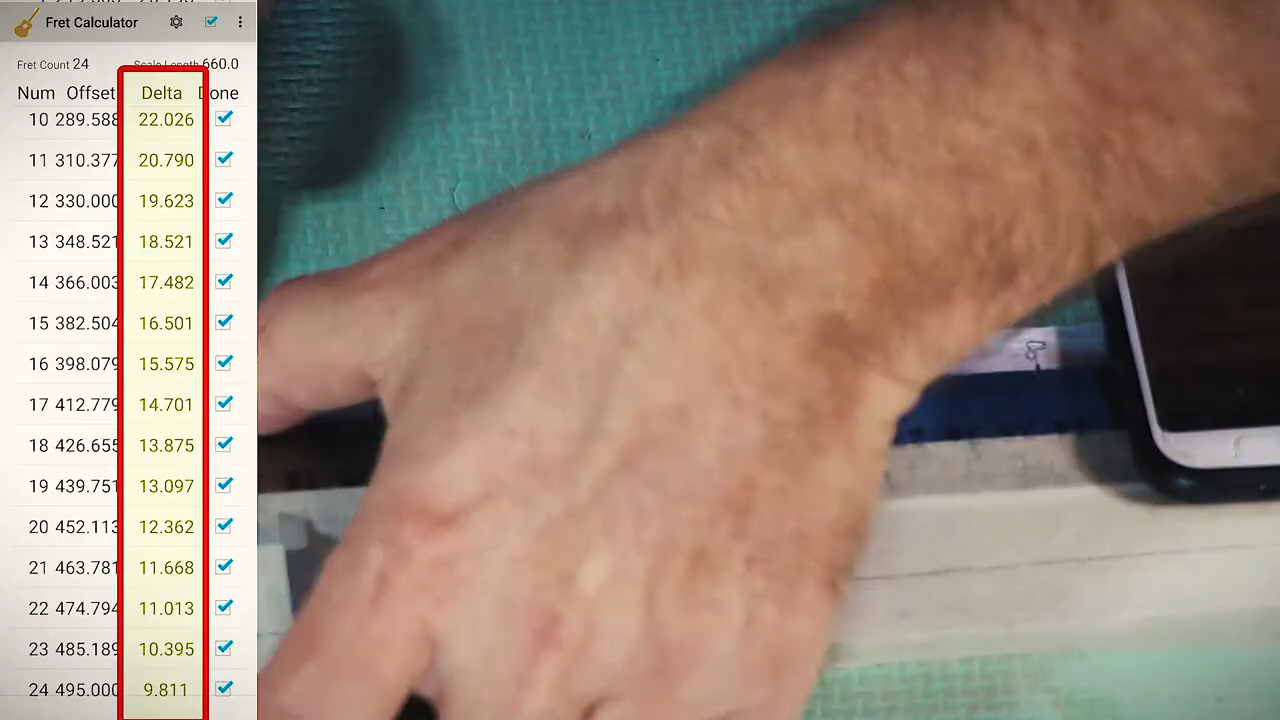 Fret Calculator
Fret Count 24 Scale Length 660.0
Num Offset Delta Done
10 289.588 22.026
11 310.377 20.790
12 330.000 19.623
13 348.521 18.521
14 366.003 17.482
15 382.504 16.501
16 398.079 15.575
17 412.779 14.701
18 426.655 13.875
19 439.751 13.097
20 452.113 12.362
21 463.781 11.668
22 474.794 11.013
23 485.189 10.395
24 495.000 9.811